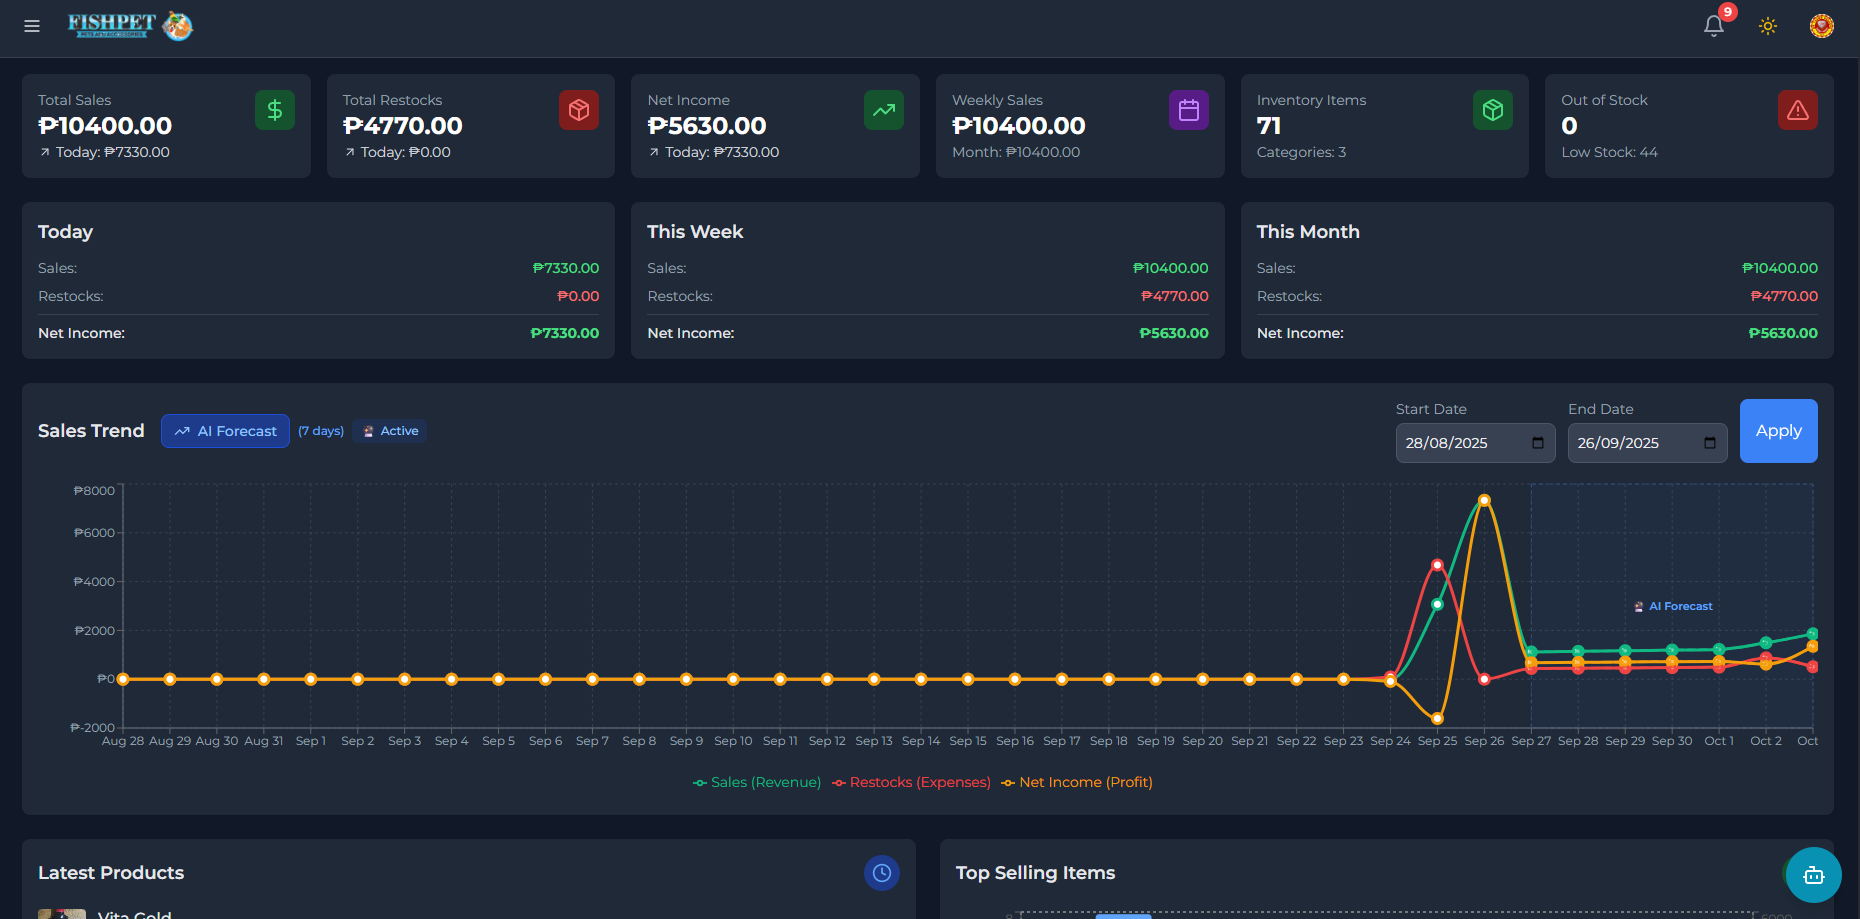 FISHPET
9
Total Sales
₱10400.00
Today: ₱7330.00
Total Restocks
₱4770.00
Today: ₱0.00
Net Income
₱5630.00
Today: ₱7330.00
Weekly Sales
₱10400.00
Month: ₱10400.00
Inventory Items
71
Categories: 3
Out of Stock
0
Low Stock: 44
Today
Sales: ₱7330.00
Restocks: ₱0.00
Net Income: ₱7330.00
This Week
Sales: ₱10400.00
Restocks: ₱4770.00
Net Income: ₱5630.00
This Month
Sales: ₱10400.00
Restocks: ₱4770.00
Net Income: ₱5630.00
Sales Trend AI Forecast (7 days) Active
Start Date
28/08/2025
End Date
26/09/2025
Apply
₱8000
₱6000
₱4000
₱2000
₱0
₱-2000
AI Forecast
Aug 28 Aug 29 Aug 30 Aug 31 Sep 1 Sep 2 Sep 3 Sep 4 Sep 5 Sep 6 Sep 7 Sep 8 Sep 9 Sep 10 Sep 11 Sep 12 Sep 13 Sep 14 Sep 15 Sep 16 Sep 17 Sep 18 Sep 19 Sep 20 Sep 21 Sep 22 Sep 23 Sep 24 Sep 25 Sep 26 Sep 27 Sep 28 Sep 29 Sep 30 Oct 1 Oct 2 Oct
Sales (Revenue) Restocks (Expenses) Net Income (Profit)
Latest Products
Vita Gold
Top Selling Items
8
6000